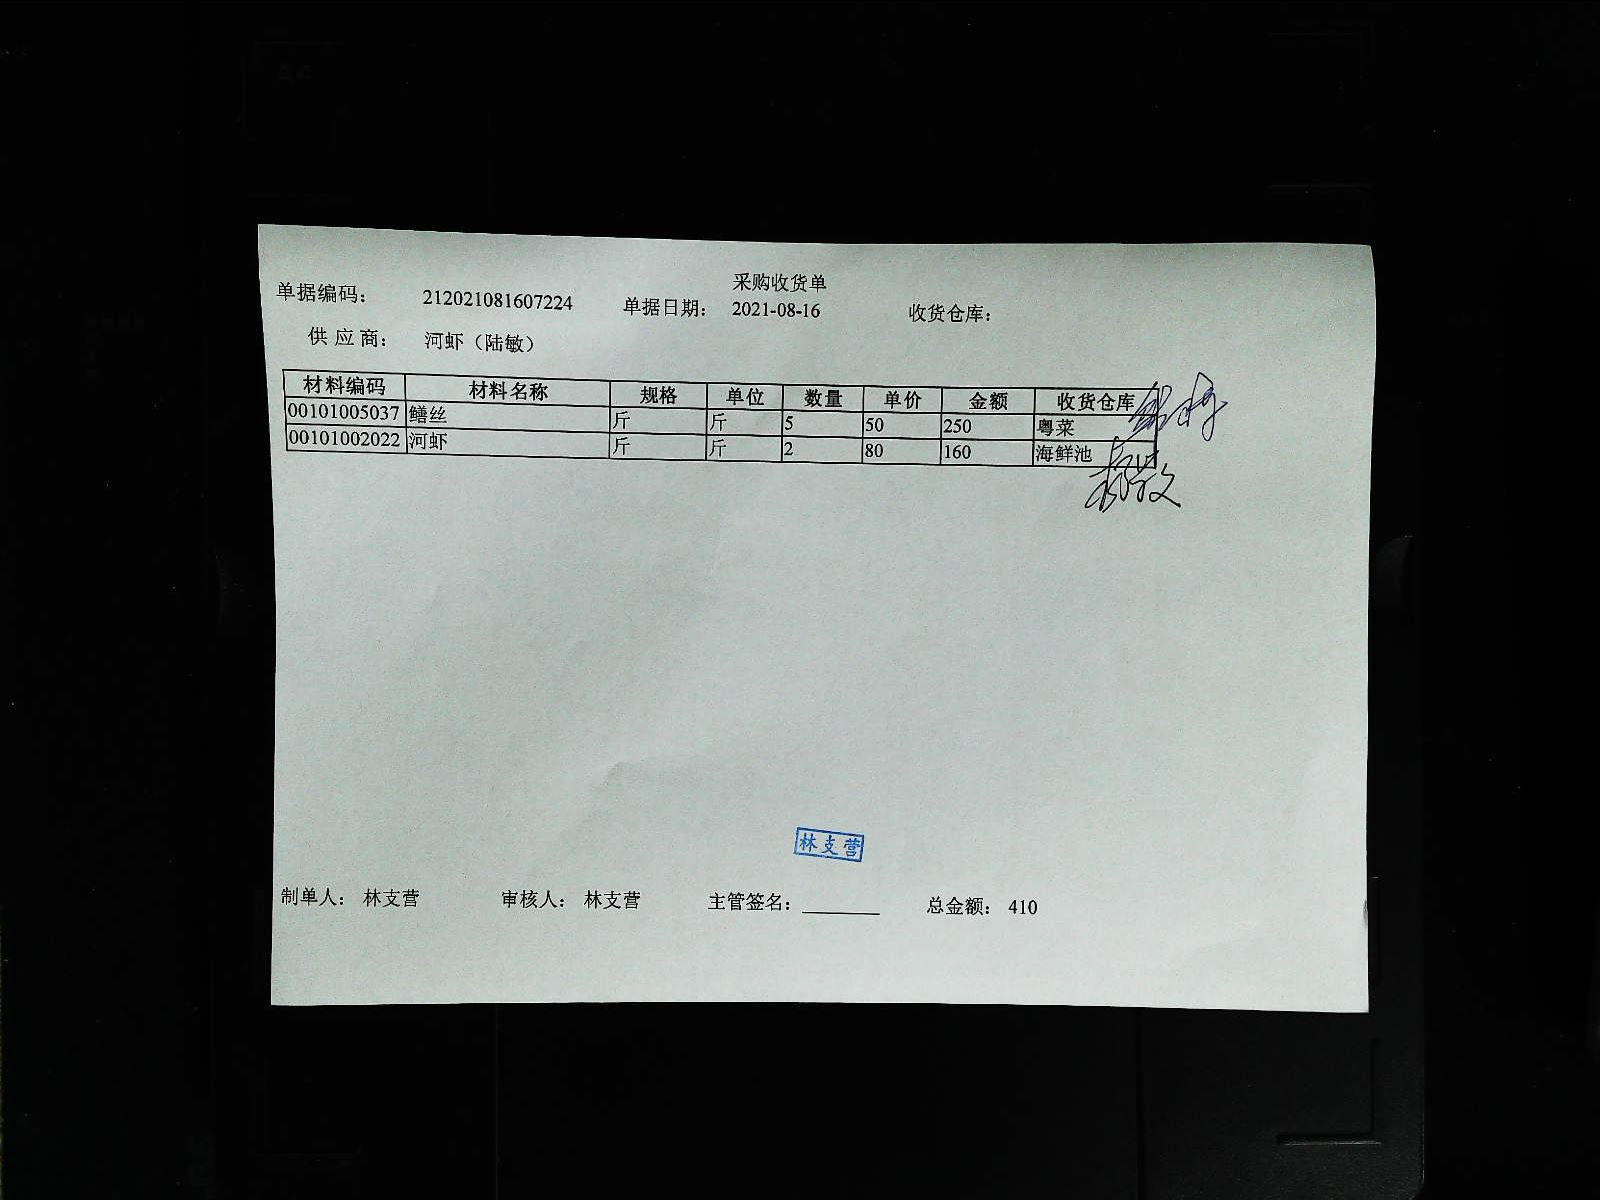 采购收货单
单据编码： 212021081607224 单据日期： 2021-08-16 收货仓库：
供 应 商： 河虾（陆敏）
材料编码 材料名称 规格 单位 数量 单价 金额 收货仓库
00101005037 鳝丝 斤 斤 5 50 250 粤菜
00101002022 河虾 斤 斤 2 80 160 海鲜池
林支营
制单人： 林支营 审核人： 林支营 主管签名： ________ 总金额： 410